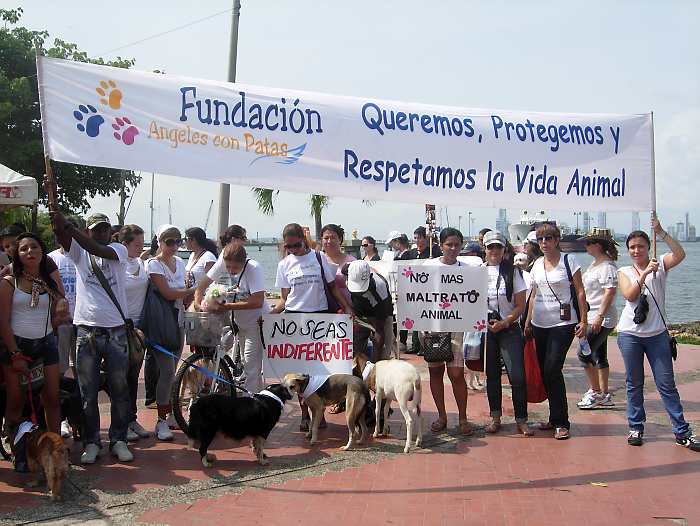 Fundación
Angeles con Patas
Queremos, Protegemos y
Respetamos la Vida Animal
NO SEAS
INDIFERENTE
NO MAS
MALTRATO
ANIMAL